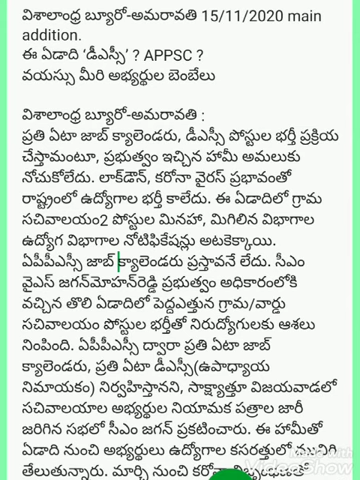 విశాలాంధ్ర బ్యూరో-అమరావతి 15/11/2020 main
addition.
ఈ ఏడాది ‘డీఎస్సీ’ ? APPSC ?
వయస్సు మీరి అభ్యర్థుల బెంబేలు
విశాలాంధ్ర బ్యూరో-అమరావతి :
ప్రతి ఏటా జాబ్ క్యాలెండరు, డీఎస్సీ పోస్టుల భర్తీ ప్రక్రియ
చేస్తామంటూ, ప్రభుత్వం ఇచ్చిన హామీ అమలుకు
నోచుకోలేదు. లాక్‌డౌన్, కరోనా వైరస్ ప్రభావంతో
రాష్ట్రంలో ఉద్యోగాల భర్తీ కాలేదు. ఈ ఏడాదిలో గ్రామ
సచివాలయం2 పోస్టుల మినహా, మిగిలిన విభాగాల
ఉద్యోగ విభాగాల నోటిఫికేషన్లు అటకెక్కాయి.
ఏపీపీఎస్సీ జాబ్ క్యాలెండరు ప్రస్తావనే లేదు. సీఎం
వైఎస్ జగన్‌మోహన్‌రెడ్డి ప్రభుత్వం అధికారంలోకి
వచ్చిన తొలి ఏడాదిలో పెద్దఎత్తున గ్రామ/వార్డు
సచివాలయం పోస్టుల భర్తీతో నిరుద్యోగులకు ఆశలు
నింపింది. ఏపీపీఎస్సీ ద్వారా ప్రతి ఏటా జాబ్
క్యాలెండరు, ప్రతి ఏటా డీఎస్సీ(ఉపాధ్యాయ
నిమాయకం) నిర్వహిస్తానని, సాక్ష్యాత్తూ విజయవాడలో
సచివాలయాల అభ్యర్థుల నియామక పత్రాల జారీ
జరిగిన సభలో సీఎం జగన్ ప్రకటించారు. ఈ హామీతో
ఏడాది నుంచి అభ్యర్థులు ఉద్యోగాల కసరత్తులో మునిగి
తేలుతున్నారు. మార్చి నుంచి కరోనా
VideoShow